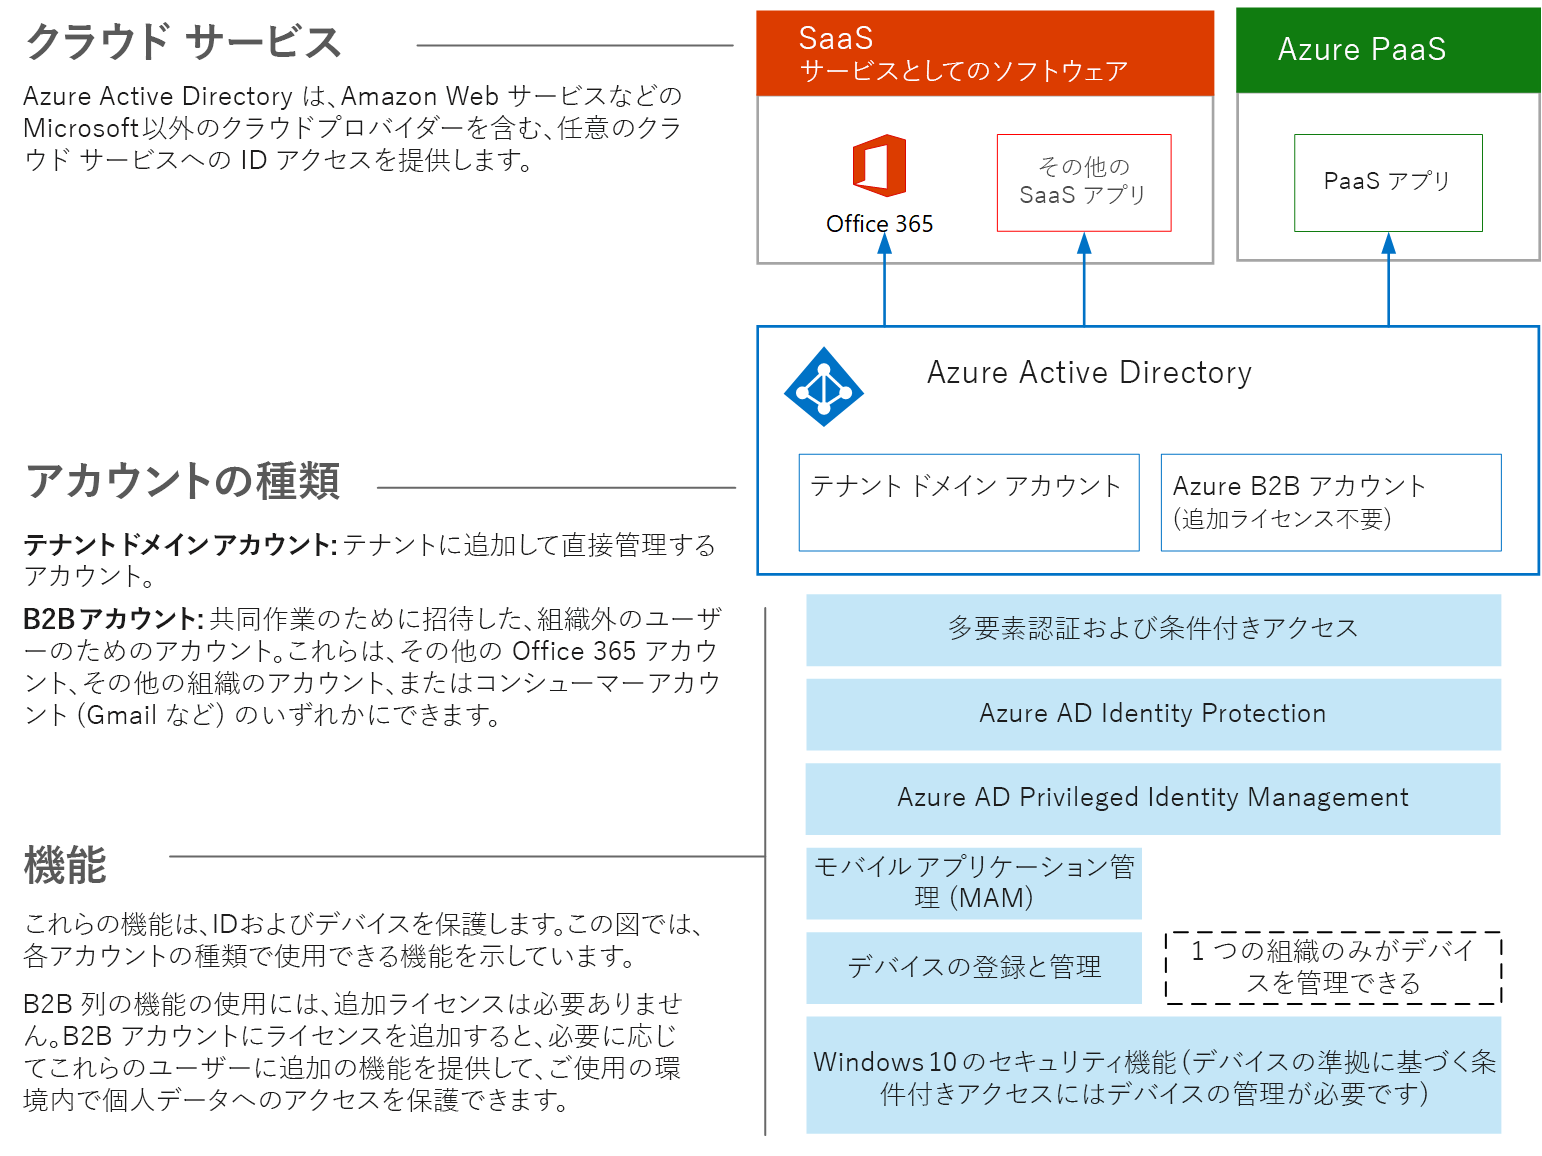 クラウド サービス
Azure Active Directory は、Amazon Web サービスなどの
Microsoft以外のクラウドプロバイダーを含む、任意のクラ
ウド サービスへの ID アクセスを提供します。
SaaS
サービスとしてのソフトウェア
Azure PaaS
Office 365
その他の
SaaS アプリ
PaaS アプリ
Azure Active Directory
テナント ドメイン アカウント
Azure B2B アカウント
(追加ライセンス不要)
アカウントの種類
テナントドメイン アカウント: テナントに追加して直接管理する
アカウント。
B2B アカウント: 共同作業のために招待した、組織外のユーザ
ーのためのアカウント。これらは、その他の Office 365 アカウ
ント、その他の組織のアカウント、またはコンシューマーアカウ
ント (Gmail など) のいずれかにできます。
多要素認証および条件付きアクセス
Azure AD Identity Protection
Azure AD Privileged Identity Management
モバイル アプリケーション管
理 (MAM)
デバイスの登録と管理
1 つの組織のみがデバイ
スを管理できる
Windows 10 のセキュリティ機能 (デバイスの準拠に基づく条
件付きアクセスにはデバイスの管理が必要です)
機能
これらの機能は、IDおよびデバイスを保護します。この図では、
各アカウントの種類で使用できる機能を示しています。
B2B 列の機能の使用には、追加ライセンスは必要ありませ
ん。B2B アカウントにライセンスを追加すると、必要に応じ
てこれらのユーザーに追加の機能を提供して、ご使用の環
境内で個人データへのアクセスを保護できます。